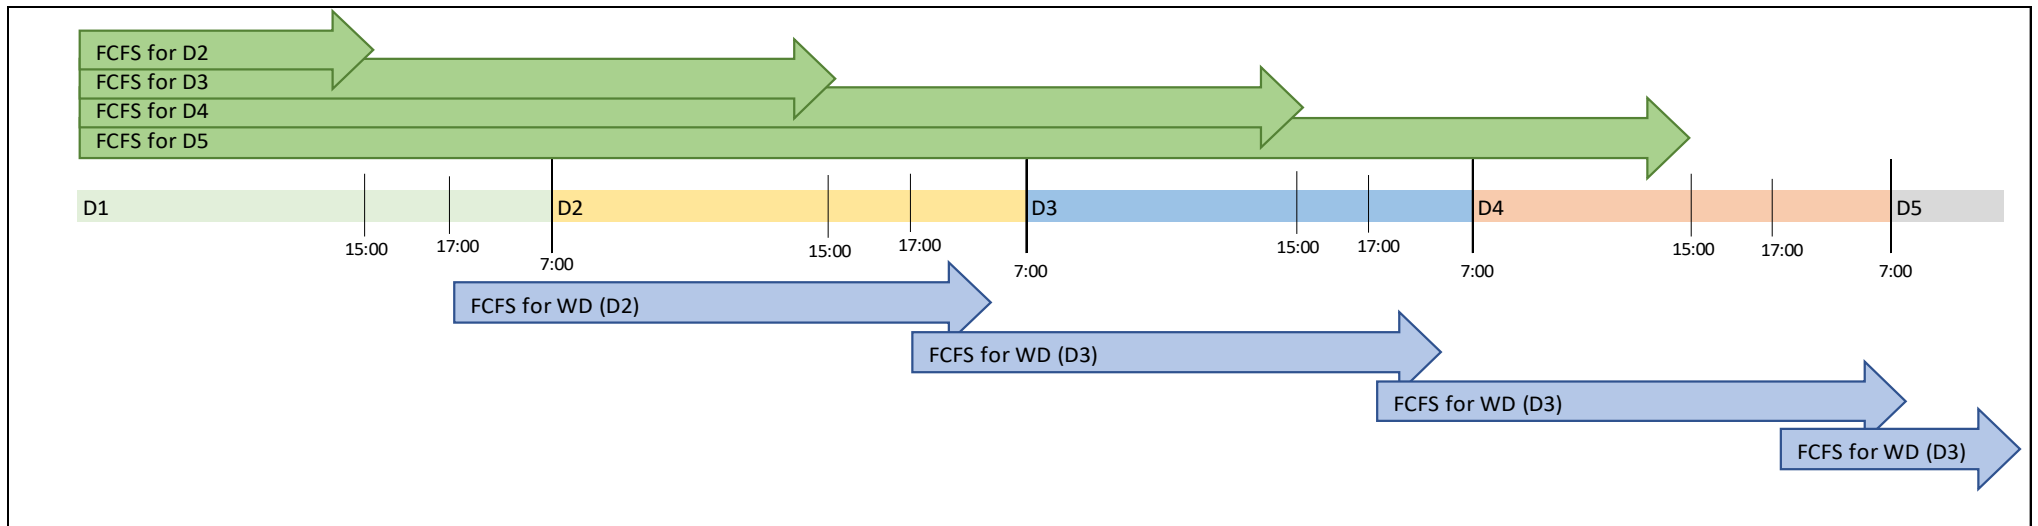 FCFS for D2
FCFS for D3
FCFS for D4
FCFS for D5
D1
D2
D3
D4
D5
15:00
17:00
7:00
15:00
17:00
7:00
15:00
17:00
7:00
15:00
17:00
7:00
FCFS for WD (D2)
FCFS for WD (D3)
FCFS for WD (D3)
FCFS for WD (D3)